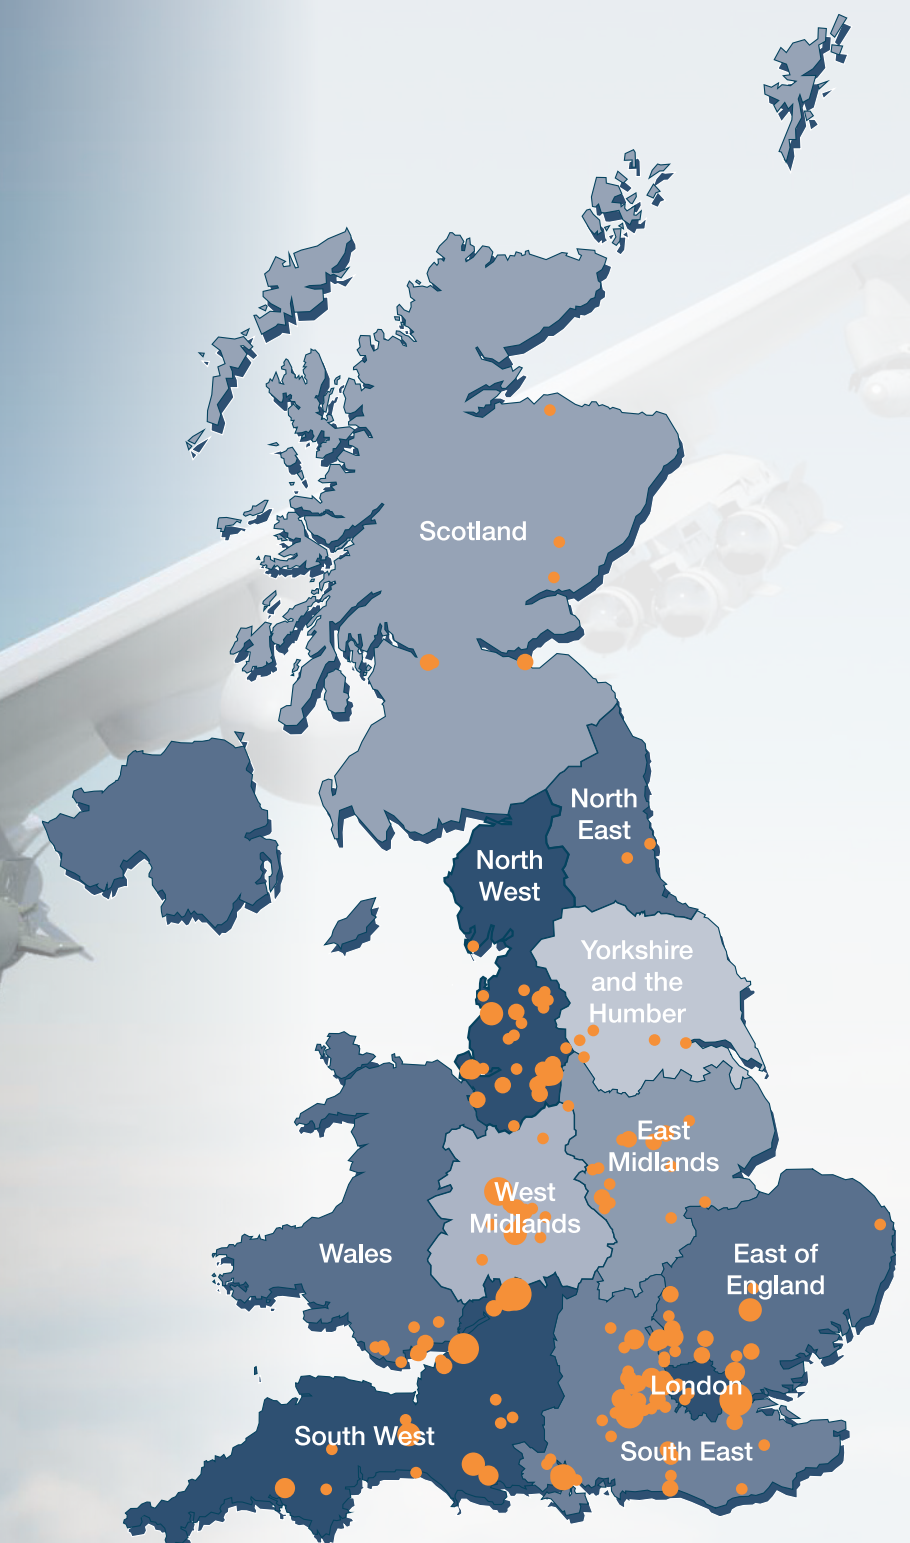 Scotland
North
East
North
West
Yorkshire
and the
Humber
East
Midlands
West
Midlands
Wales
East of
England
London
South West
South East